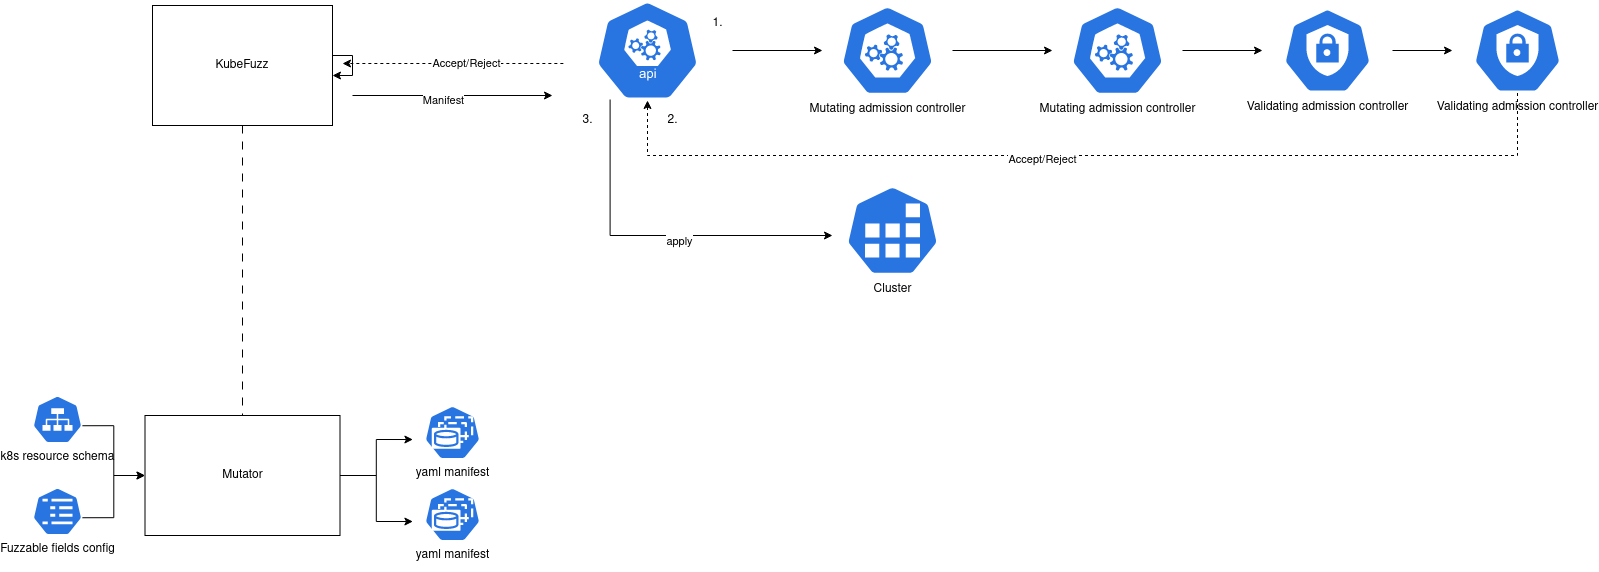 KubeFuzz
Accept/Reject
Manifest
api
1.
Mutating admission controller
Mutating admission controller
Validating admission controller
Validating admission controller
3.
2.
Accept/Reject
apply
Cluster
k8s resource schema
Fuzzable fields config
Mutator
yaml manifest
yaml manifest